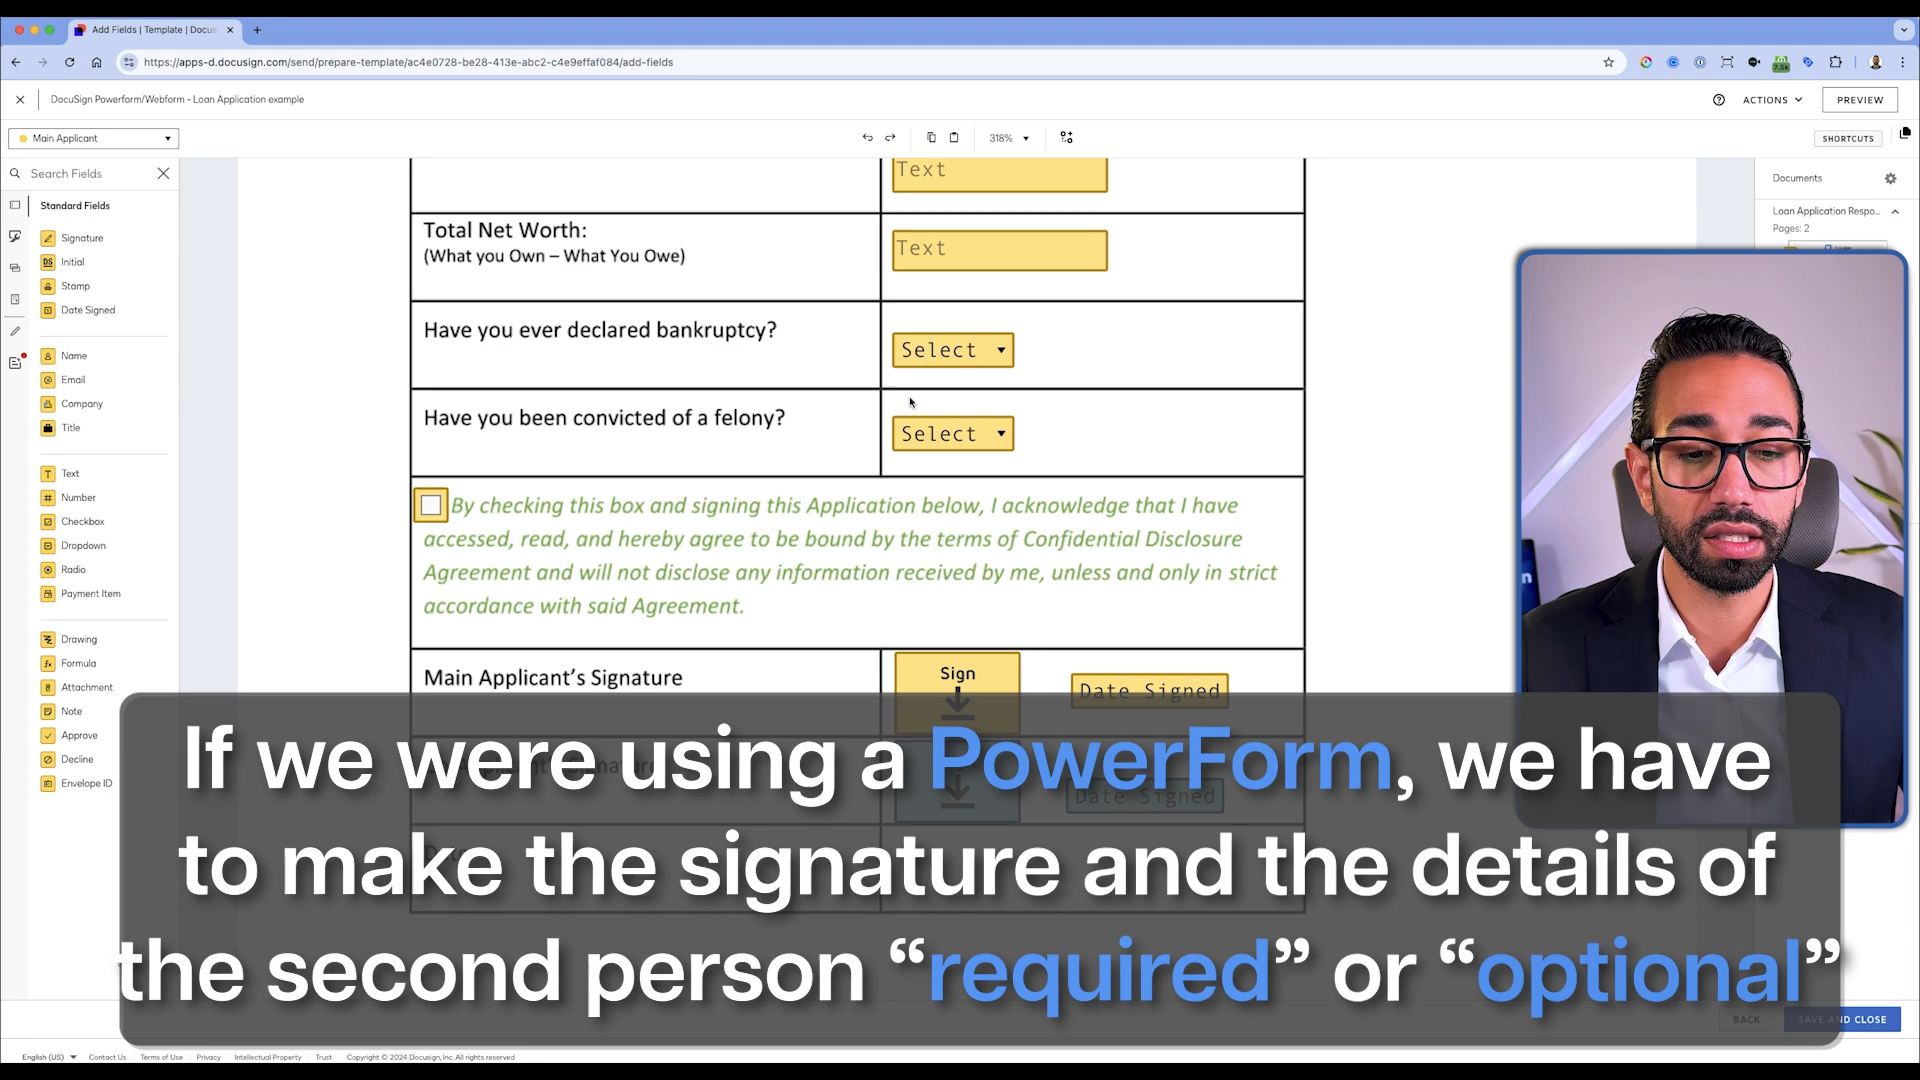 Add Fields | Template | Docus
https://apps-d.docusign.com/send/prepare-template/ac4e0728-be28-413e-abc2-c4e9effaf084/add-fields
7.5k
DocuSign Powerform/Webform - Loan Application example
ACTIONS
PREVIEW
Main Applicant
318%
SHORTCUTS
Search Fields
Standard Fields
Signature
DS Initial
Stamp
Date Signed
Name
Email
Company
Title
Text
Number
Checkbox
Dropdown
Radio
Payment Item
Drawing
Formula
Attachment
Note
Approve
Decline
Envelope ID
Text
Total Net Worth:
(What you Own – What You Owe)
Text
Have you ever declared bankruptcy?
Select
Have you been convicted of a felony?
Select
By checking this box and signing this Application below, I acknowledge that I have
accessed, read, and hereby agree to be bound by the terms of Confidential Disclosure
Agreement and will not disclose any information received by me, unless and only in strict
accordance with said Agreement.
Main Applicant's Signature
Sign
Date Signed
Date Signed
Documents
Loan Application Respo...
Pages: 2
If we were using a PowerForm, we have
to make the signature and the details of
the second person “required” or “optional”
BACK
SAVE AND CLOSE
English (US)
Contact Us
Terms of Use
Privacy
Intellectual Property
Trust
Copyright © 2024 Docusign, Inc. All rights reserved